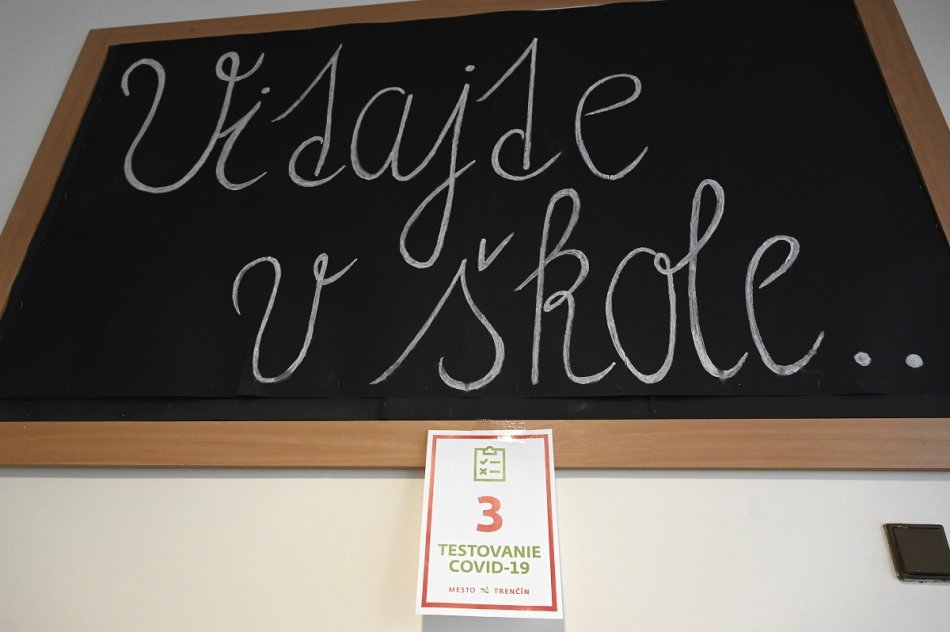 Vitajte
v škole..
3
TESTOVANIE
COVID-19
MESTO TRENČÍN